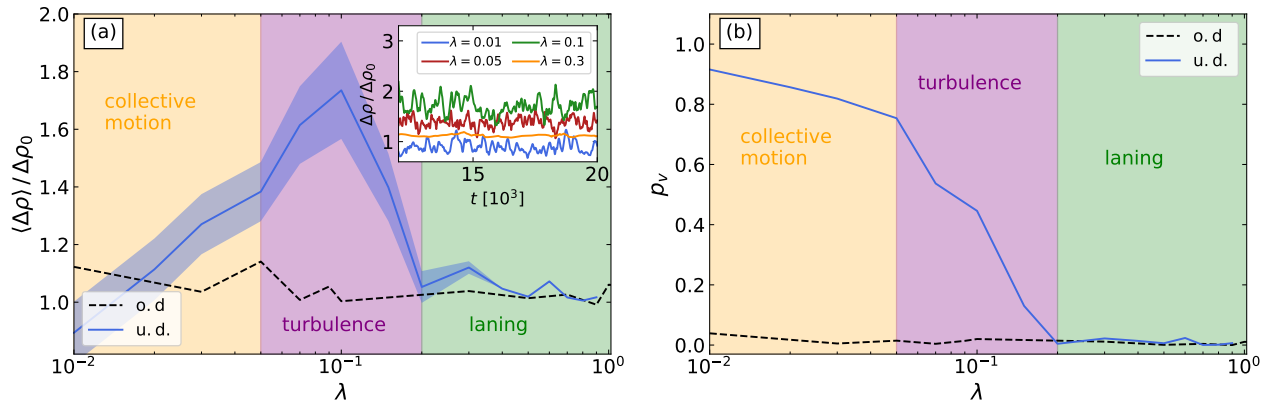 (a)
2.0
1.8
1.6
1.4
1.2
1.0
⟨Δρ⟩ / Δρ₀
collective
motion
turbulence
laning
o. d
u. d.
10⁻²
10⁻¹
10⁰
λ
λ = 0.01
λ = 0.1
λ = 0.05
λ = 0.3
3
2
1
Δρ / Δρ₀
15
20
t [10³]
(b)
1.0
0.8
0.6
0.4
0.2
0.0
pᵥ
o. d
u. d.
turbulence
collective
motion
laning
10⁻²
10⁻¹
10⁰
λ